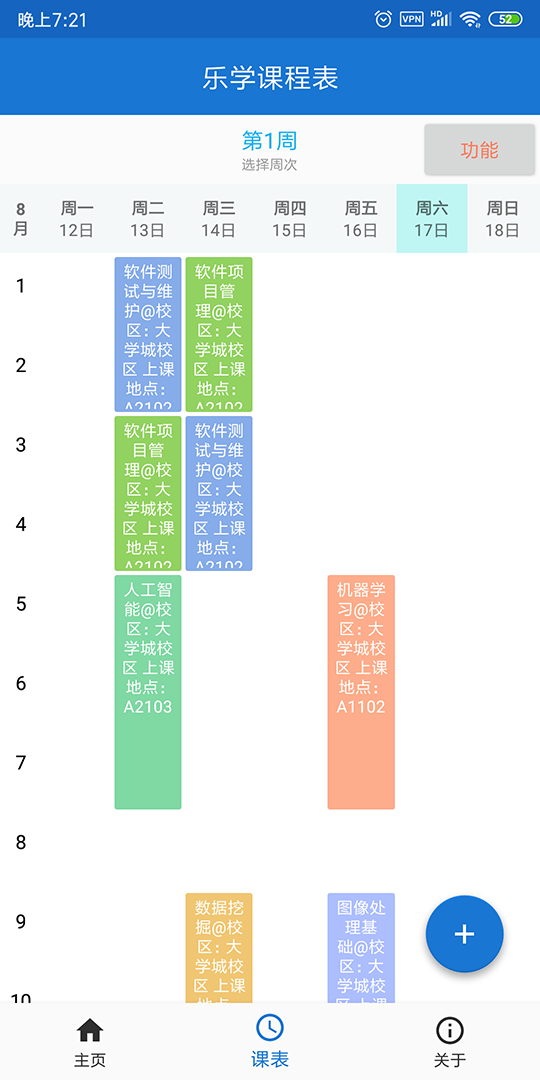 晚上7:21
VPN
HD
52
乐学课程表
第1周
选择周次
功能
8
月
周一
12日
周二
13日
周三
14日
周四
15日
周五
16日
周六
17日
周日
18日
1
2
3
4
5
6
7
8
9
10
软件测
试与维
护@校
区：大
学城校
区 上课
地点：
A2102
软件项
目管
理@校
区：大
学城校
区 上课
地点：
A2102
软件项
目管
理@校
区：大
学城校
区 上课
地点：
A2102
软件测
试与维
护@校
区：大
学城校
区 上课
地点：
A2102
人工智
能@校
区：大
学城校
区 上课
地点：
A2103
机器学
习@校
区：大
学城校
区 上课
地点：
A1102
数据挖
掘@校
区：大
学城校
区 上课
地点：
图像处
理基
础@校
区：大
学城校
区 上课
主页
课表
关于